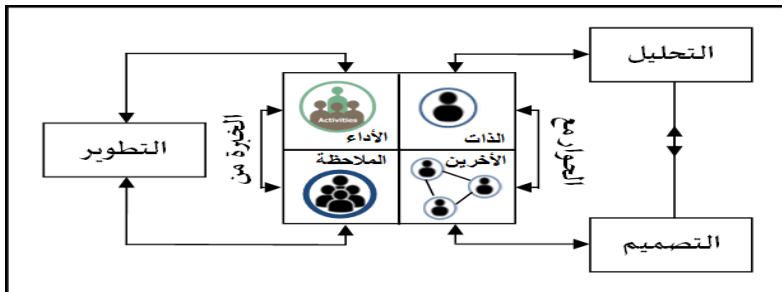 التحليل
الحوار مع
الذات
الأخرين
Activities
الأداء
الملاحظة
الخبرة من
التطوير
التصميم